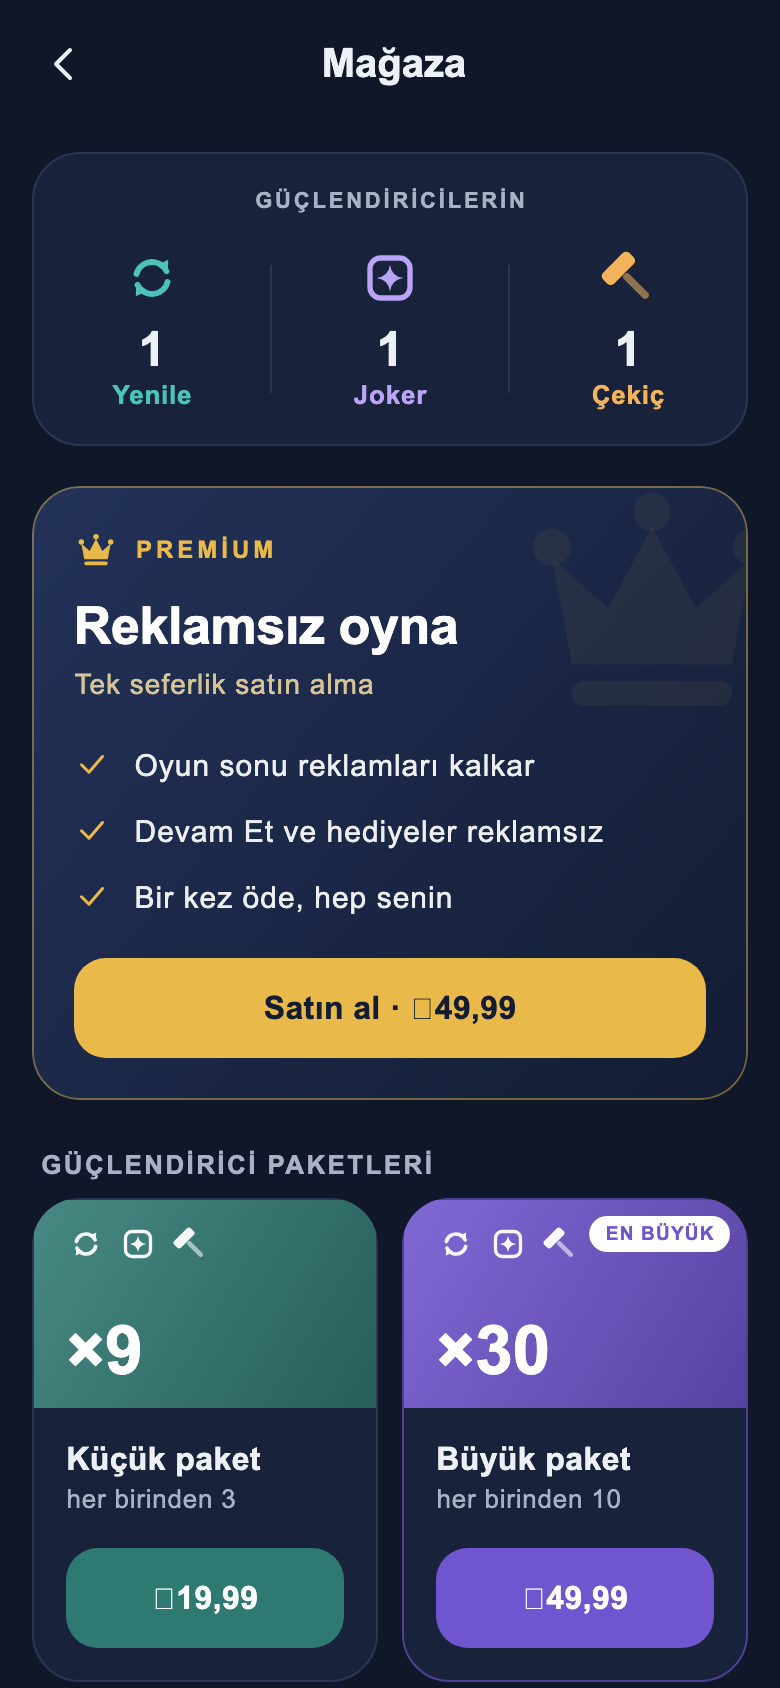 Mağaza
GÜÇLENDİRİCİLERİN
1
Yenile
1
Joker
1
Çekiç
PREMİUM
Reklamsız oyna
Tek seferlik satın alma
Oyun sonu reklamları kalkar
Devam Et ve hediyeler reklamsız
Bir kez öde, hep senin
Satın al · □49,99
GÜÇLENDİRİCİ PAKETLERİ
×9
Küçük paket
her birinden 3
□19,99
EN BÜYÜK
×30
Büyük paket
her birinden 10
□49,99